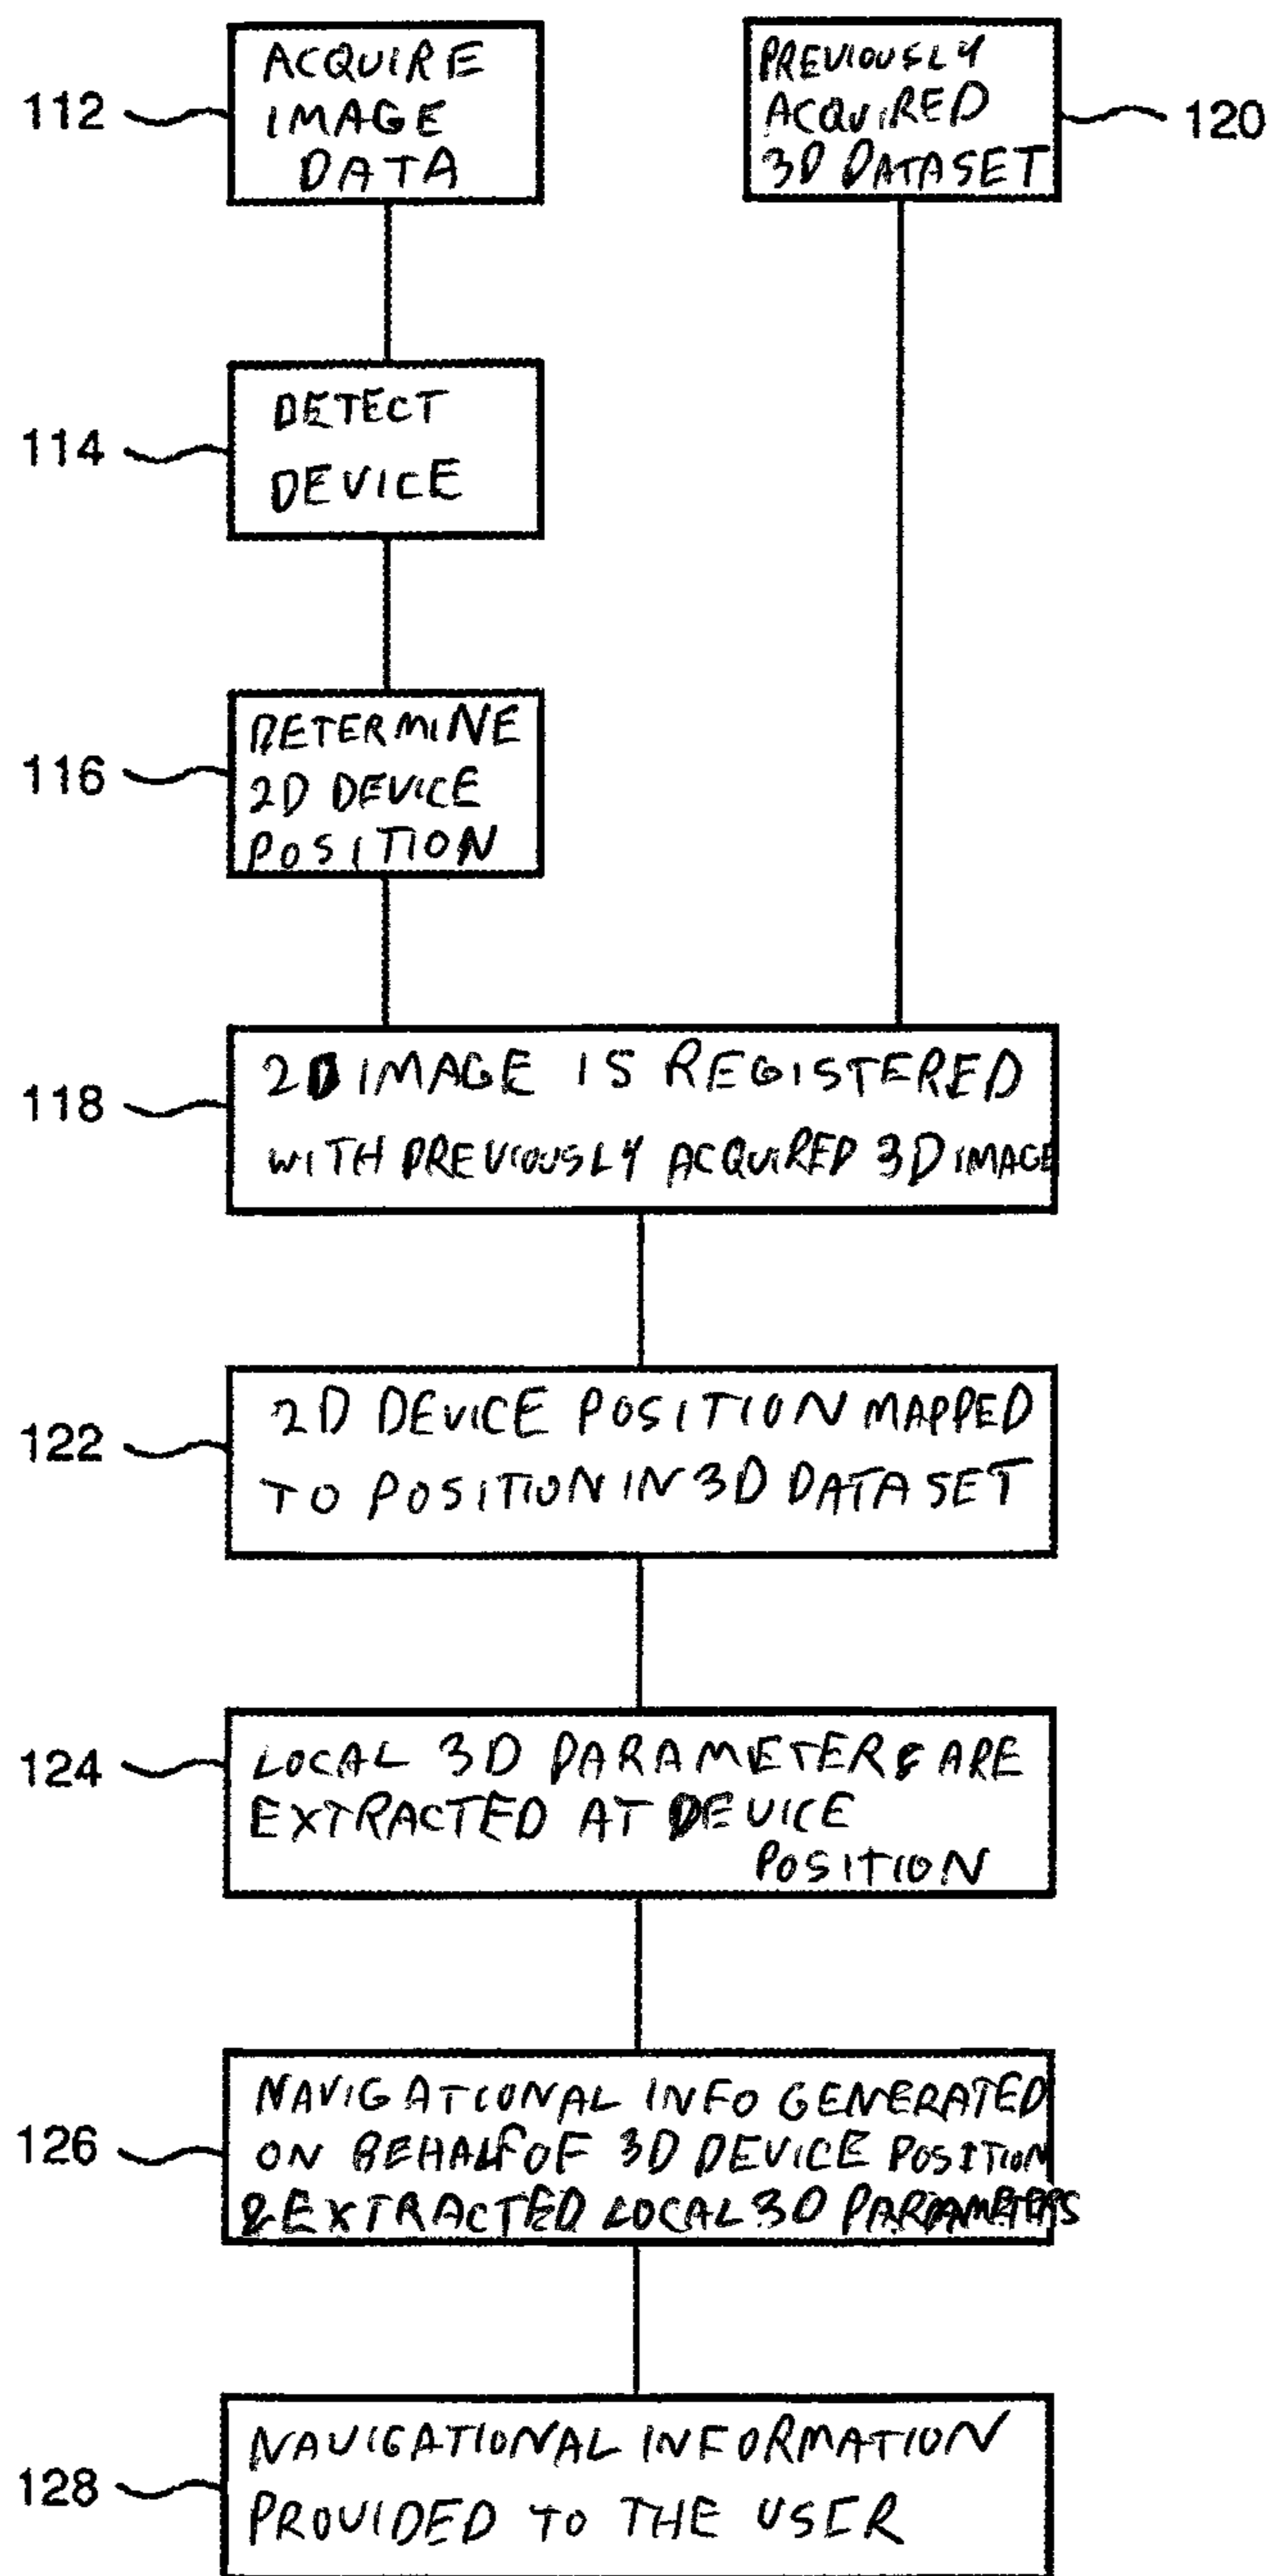 112
ACQUIRE
IMAGE
DATA
PREVIOUSLY
ACQUIRED
3D DATASET
120
114
DETECT
DEVICE
116
DETERMINE
2D DEVICE
POSITION
118
2D IMAGE IS REGISTERED
WITH PREVIOUSLY ACQUIRED 3D IMAGE
122
2D DEVICE POSITION MAPPED
TO POSITION IN 3D DATASET
124
LOCAL 3D PARAMETERS ARE
EXTRACTED AT DEVICE
POSITION
126
NAVIGATIONAL INFO GENERATED
ON BEHALF OF 3D DEVICE POSITION
& EXTRACTED LOCAL 3D PARAMETERS
128
NAVIGATIONAL INFORMATION
PROVIDED TO THE USER